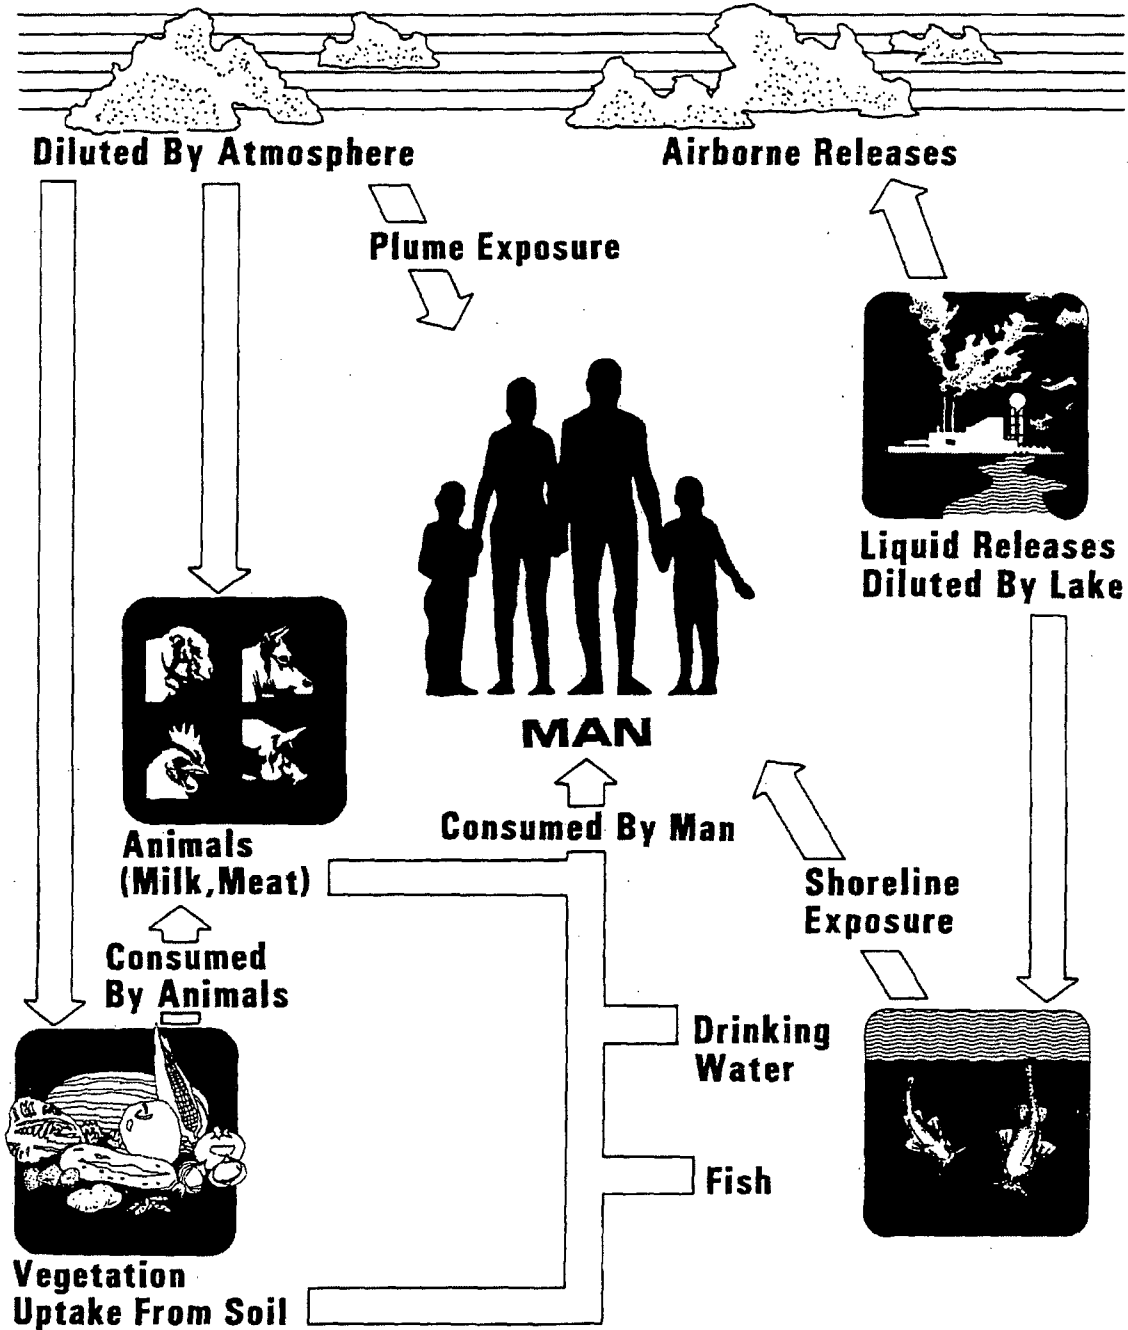 Diluted By Atmosphere
Airborne Releases
Plume Exposure
Liquid Releases
Diluted By Lake
MAN
Consumed By Man
Animals
(Milk,Meat)
Shoreline
Exposure
Consumed
By Animals
Drinking
Water
Fish
Vegetation
Uptake From Soil